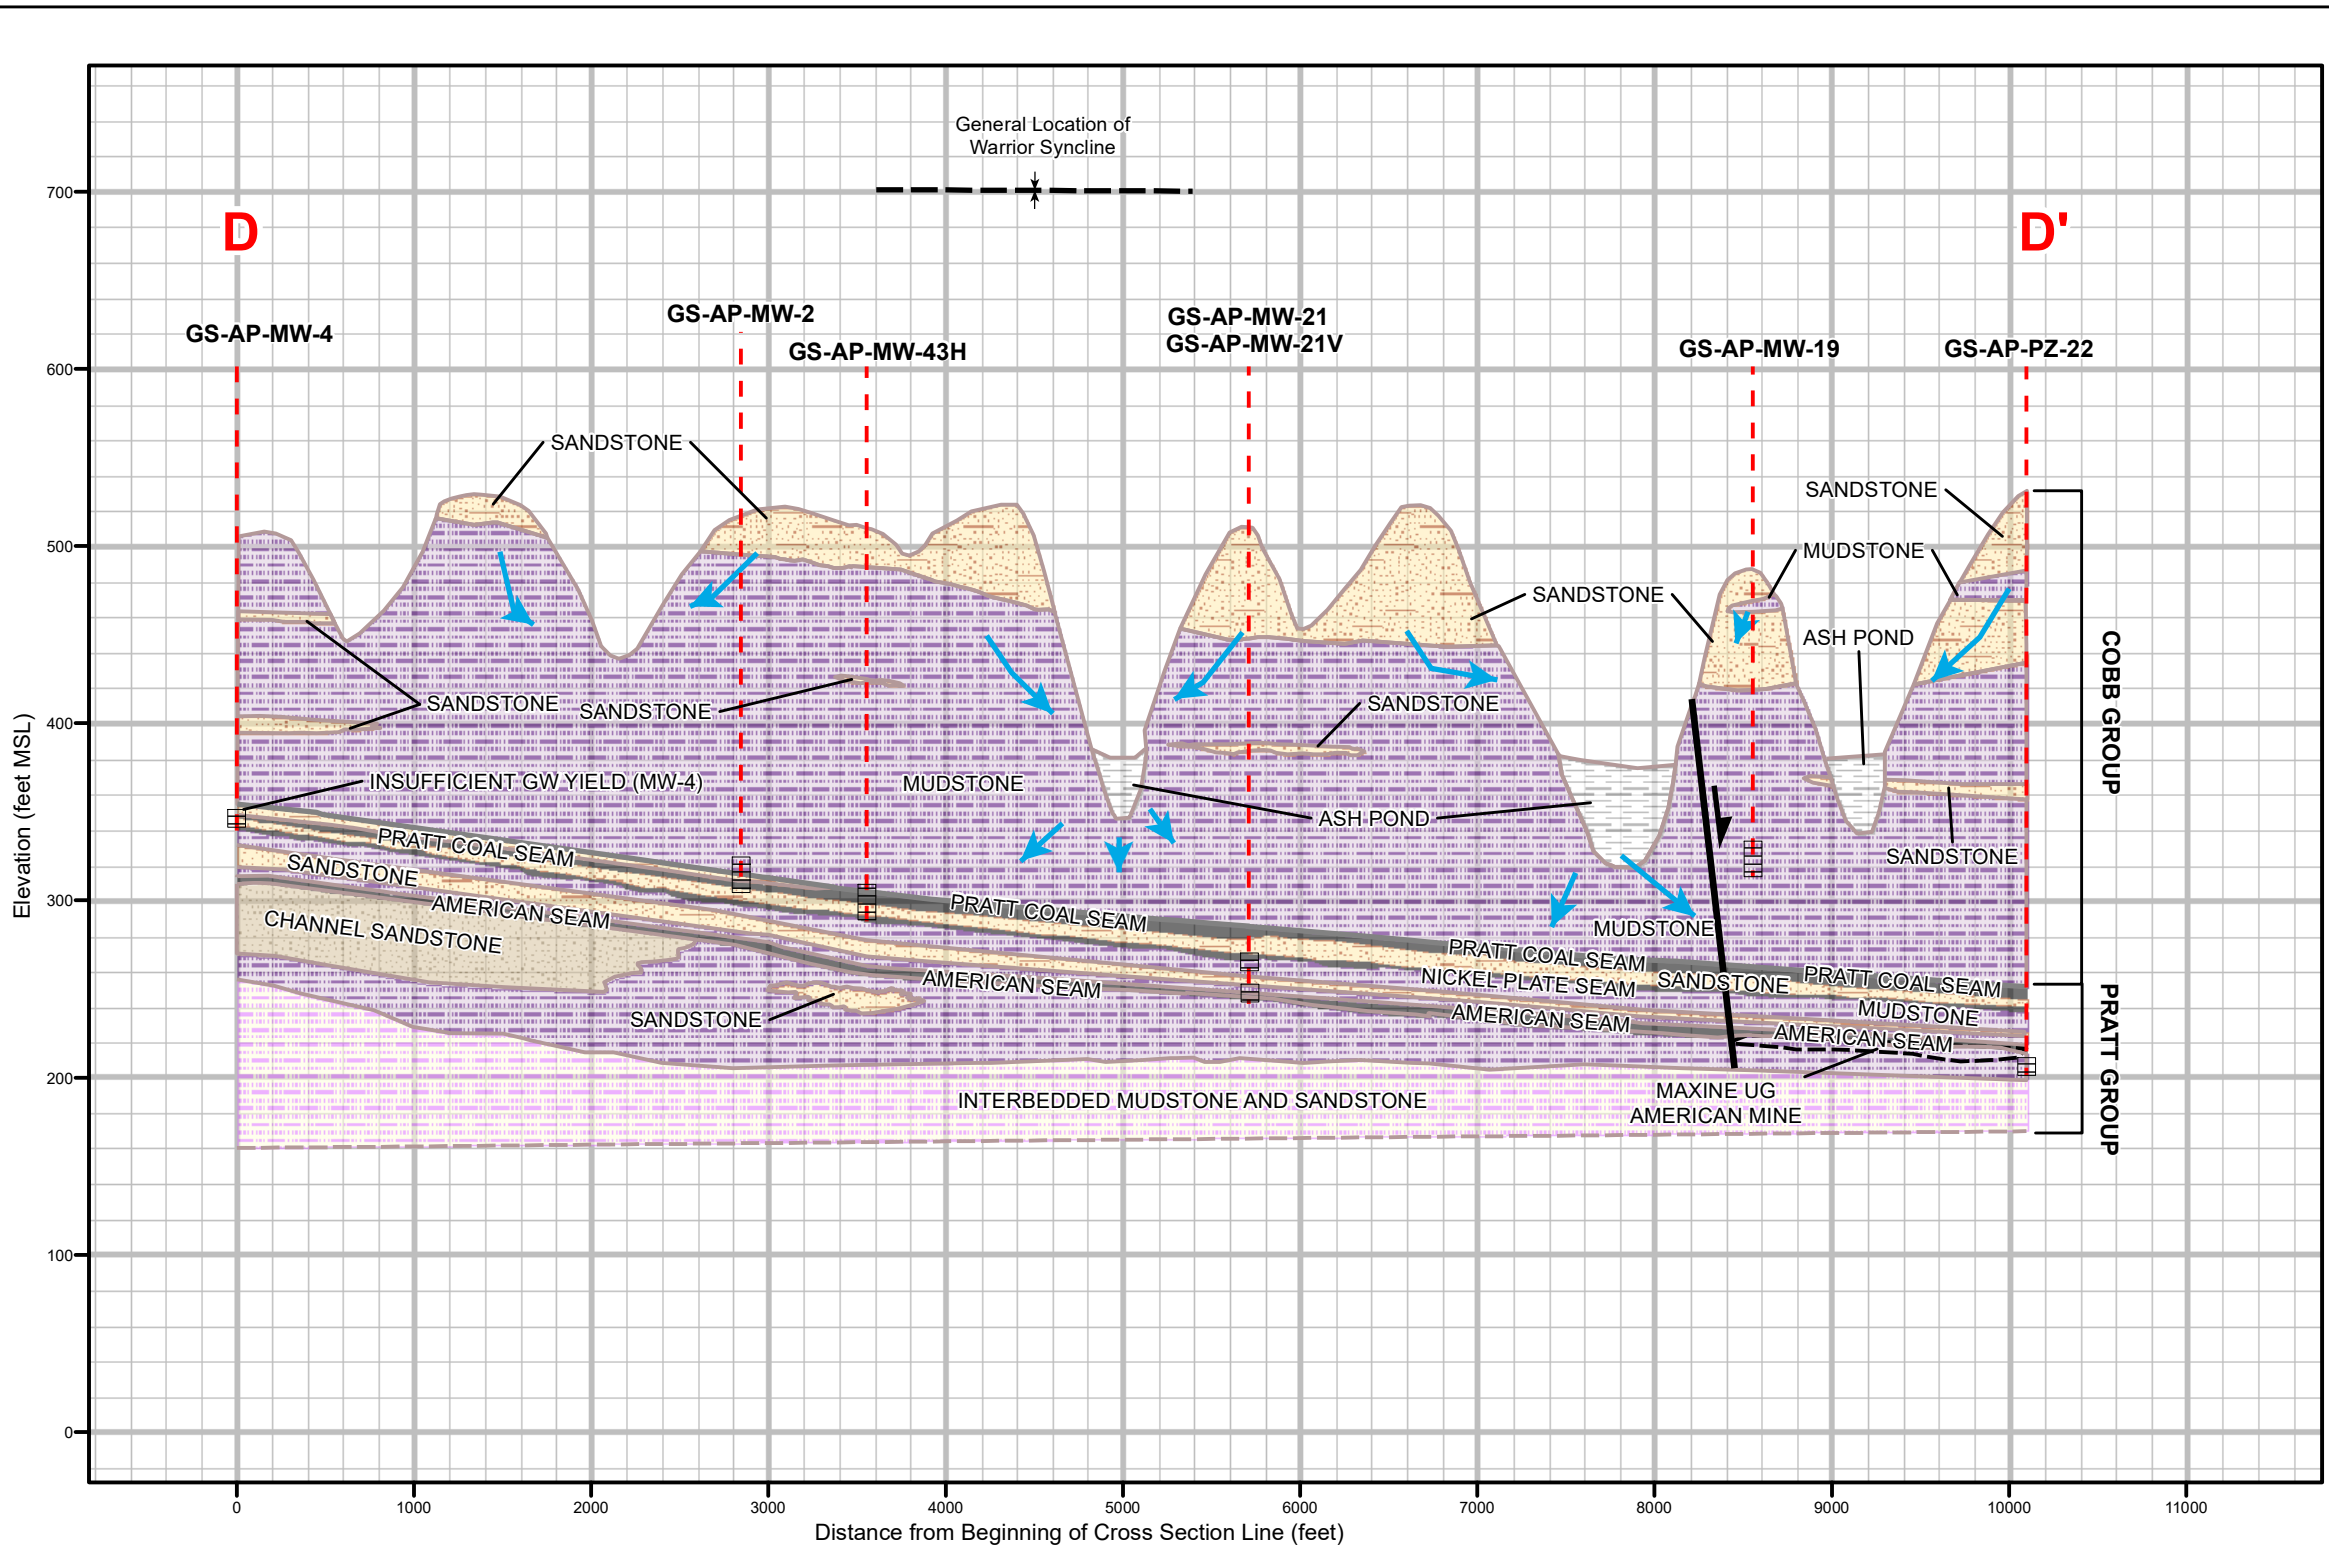 General Location of
Warrior Syncline
700
D
D'
GS-AP-MW-2
GS-AP-MW-21
GS-AP-MW-4
GS-AP-MW-21V
GS-AP-MW-43H
GS-AP-MW-19
GS-AP-PZ-22
600
SANDSTONE
SANDSTONE
500
MUDSTONE
SANDSTONE
ASH POND
COBB GROUP
SANDSTONE
SANDSTONE
SANDSTONE
400
INSUFFICIENT GW YIELD (MW-4)
MUDSTONE
ASH POND
PRATT COAL SEAM
SANDSTONE
SANDSTONE
Elevation (feet MSL)
300
AMERICAN SEAM
PRATT COAL SEAM
CHANNEL SANDSTONE
MUDSTONE
PRATT COAL SEAM
AMERICAN SEAM
NICKEL PLATE SEAM
SANDSTONE
PRATT COAL SEAM
SANDSTONE
AMERICAN SEAM
MUDSTONE
AMERICAN SEAM
PRATT GROUP
200
INTERBEDDED MUDSTONE AND SANDSTONE
MAXINE UG
AMERICAN MINE
100
0
0 1000 2000 3000 4000 5000 6000 7000 8000 9000 10000 11000
Distance from Beginning of Cross Section Line (feet)